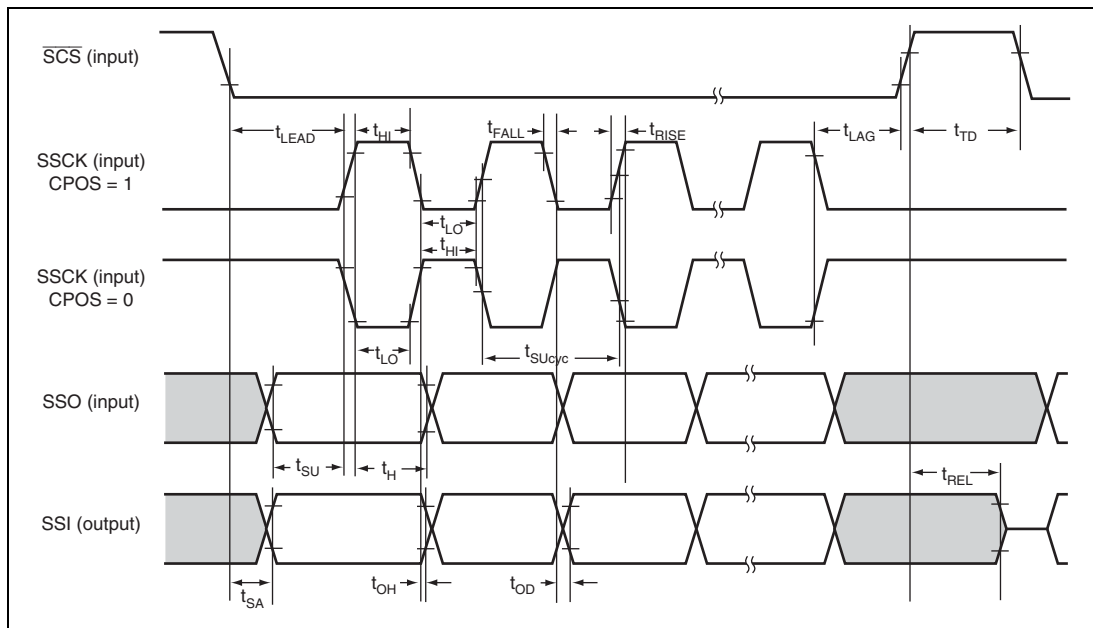 SCS (input)
tLEAD
tHI
tFALL
tRISE
tLAG
tTD
SSCK (input)
CPOS = 1
tLO
tHI
SSCK (input)
CPOS = 0
tLO
tSUcyc
SSO (input)
tSU
tH
tREL
SSI (output)
tSA
tOH
tOD